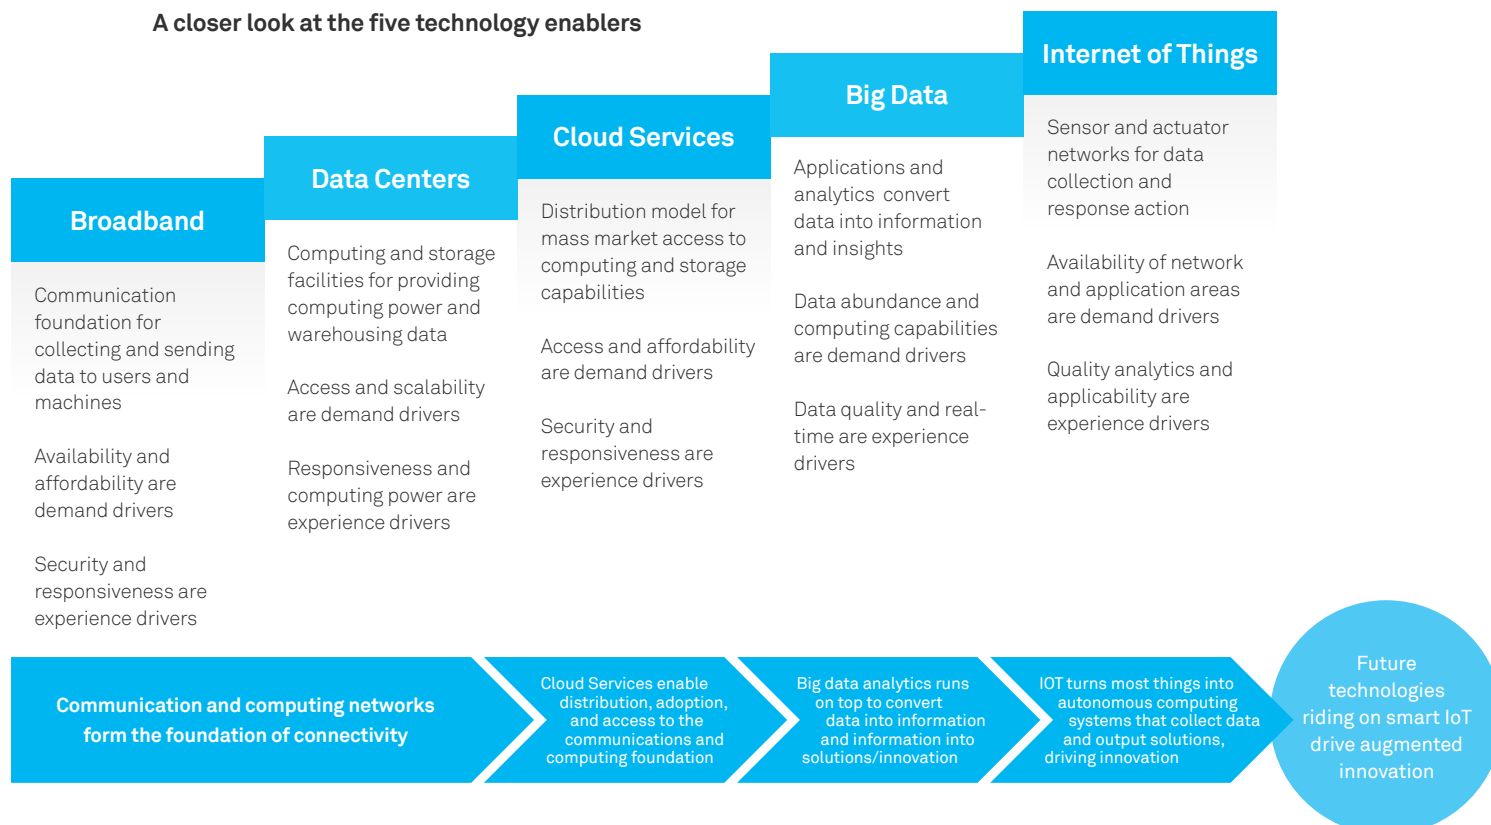 A closer look at the five technology enablers
Broadband
Communication
foundation for
collecting and sending
data to users and
machines
Availability and
affordability are
demand drivers
Security and
responsiveness are
experience drivers
Data Centers
Computing and storage
facilities for providing
computing power and
warehousing data
Access and scalability
are demand drivers
Responsiveness and
computing power are
experience drivers
Cloud Services
Distribution model for
mass market access to
computing and storage
capabilities
Access and affordability
are demand drivers
Security and
responsiveness are
experience drivers
Big Data
Applications and
analytics convert
data into information
and insights
Data abundance and
computing capabilities
are demand drivers
Data quality and real-
time are experience
drivers
Internet of Things
Sensor and actuator
networks for data
collection and
response action
Availability of network
and application areas
are demand drivers
Quality analytics and
applicability are
experience drivers
Communication and computing networks
form the foundation of connectivity
Cloud Services enable
distribution, adoption,
and access to the
communications and
computing foundation
Big data analytics runs
on top to convert
data into information
and information into
solutions/innovation
IOT turns most things into
autonomous computing
systems that collect data
and output solutions,
driving innovation
Future
technologies
riding on smart IoT
drive augmented
innovation